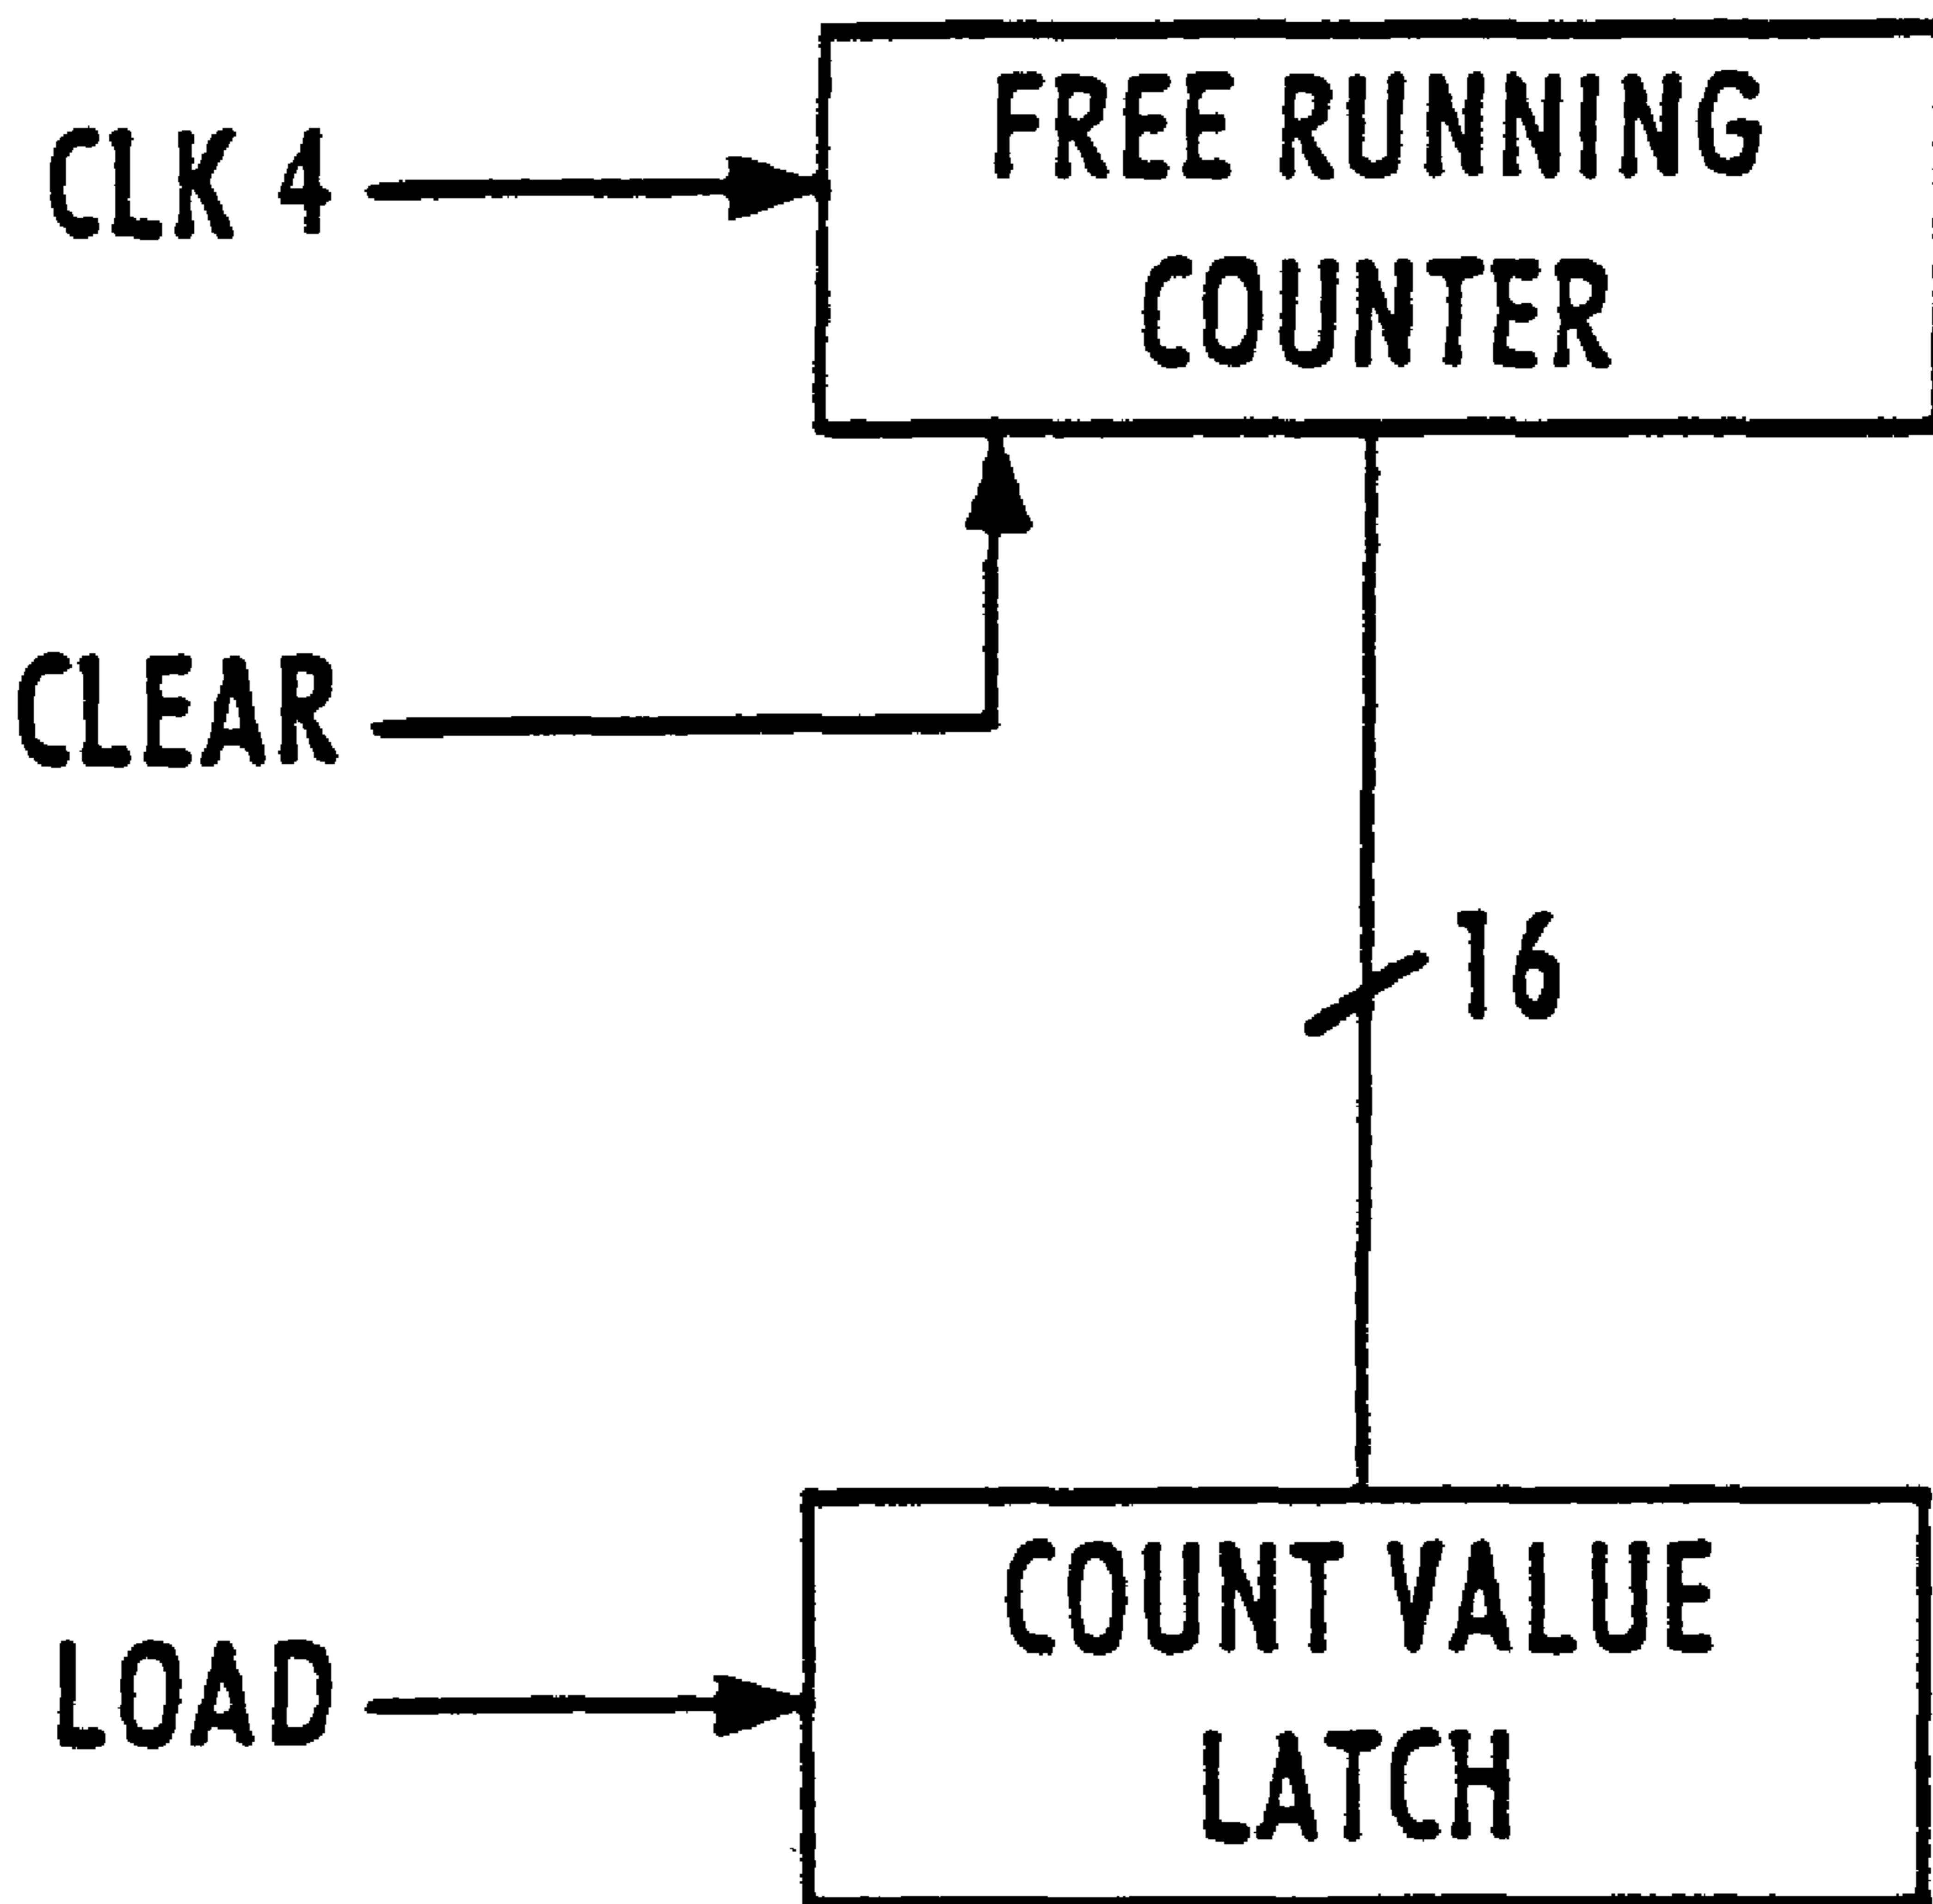 FREE RUNNING
COUNTER
CLK 4
CLEAR
16
COUNT VALUE
LATCH
LOAD